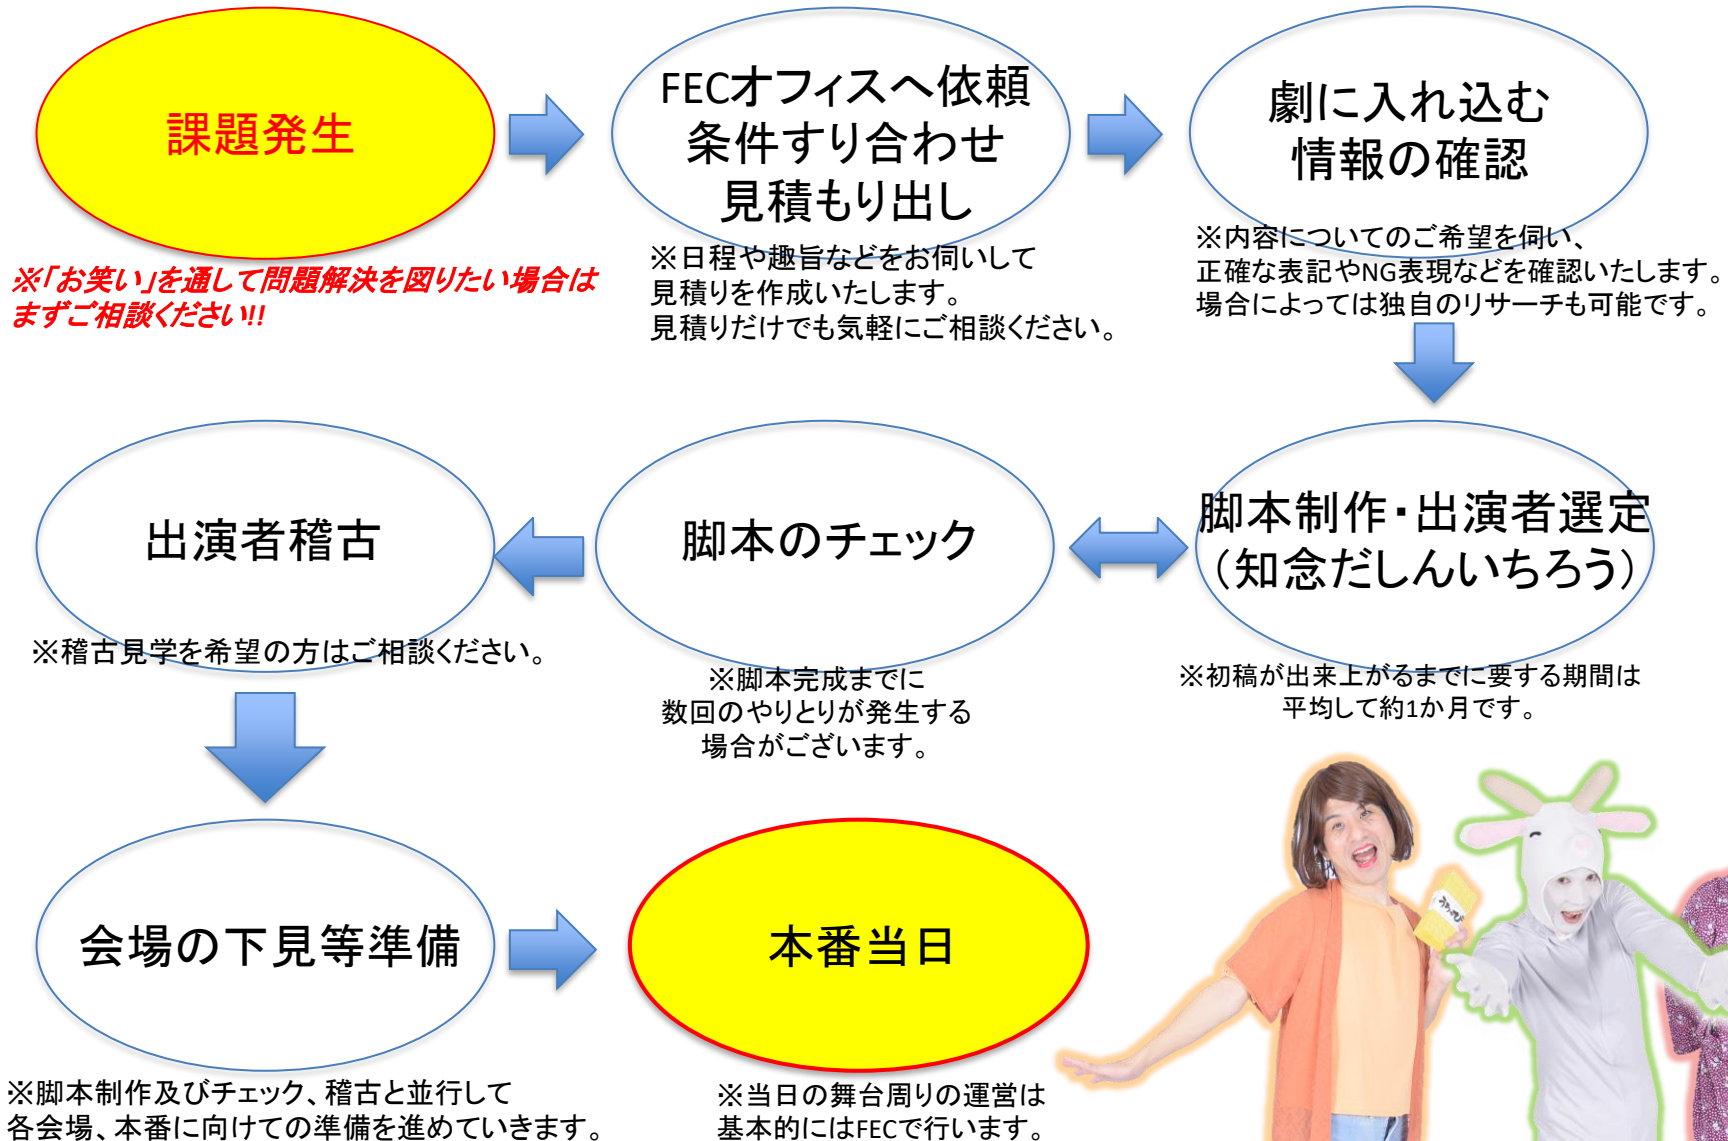 課題発生
※「お笑い」を通して問題解決を図りたい場合は
まずご相談ください!!
FECオフィスへ依頼
条件すり合わせ
見積もり出し
※日程や趣旨などをお伺いして
見積りを作成いたします。
見積りだけでも気軽にご相談ください。
劇に入れ込む
情報の確認
※内容についてのご希望を伺い、
正確な表記やNG表現などを確認いたします。
場合によっては独自のリサーチも可能です。
脚本制作・出演者選定
（知念だしんいちろう）
※初稿が出来上がるまでに要する期間は
平均して約1か月です。
脚本のチェック
※脚本完成までに
数回のやりとりが発生する
場合がございます。
出演者稽古
※稽古見学を希望の方はご相談ください。
会場の下見等準備
※脚本制作及びチェック、稽古と並行して
各会場、本番に向けての準備を進めていきます。
本番当日
※当日の舞台周りの運営は
基本的にはFECで行います。